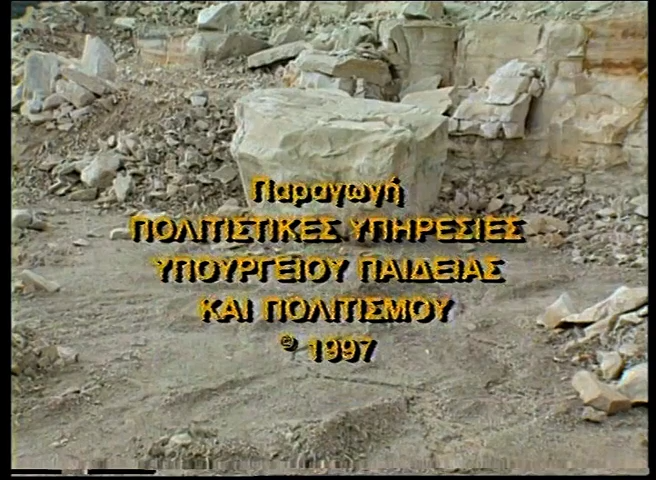 Παραγωγή
ΠΟΛΙΤΙΣΤΙΚΕΣ ΥΠΗΡΕΣΙΕΣ
ΥΠΟΥΡΓΕΙΟΥ ΠΑΙΔΕΙΑΣ
ΚΑΙ ΠΟΛΙΤΙΣΜΟΥ
© 1997